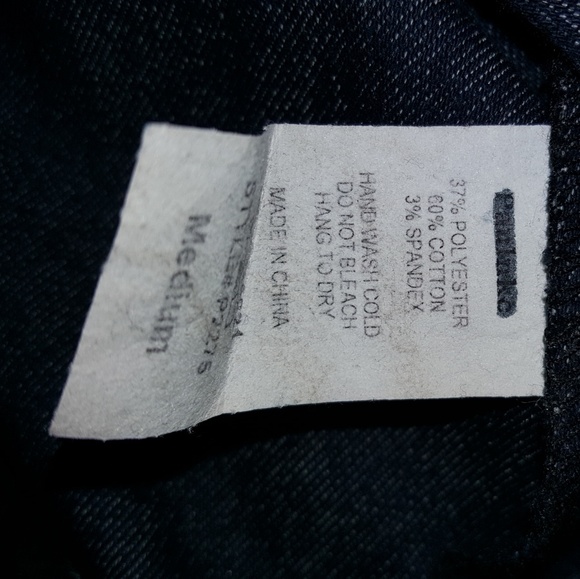 37% POLYESTER
60% COTTON
3% SPANDEX
HAND WASH COLD
DO NOT BLEACH
HANG TO DRY
MADE IN CHINA
Medium